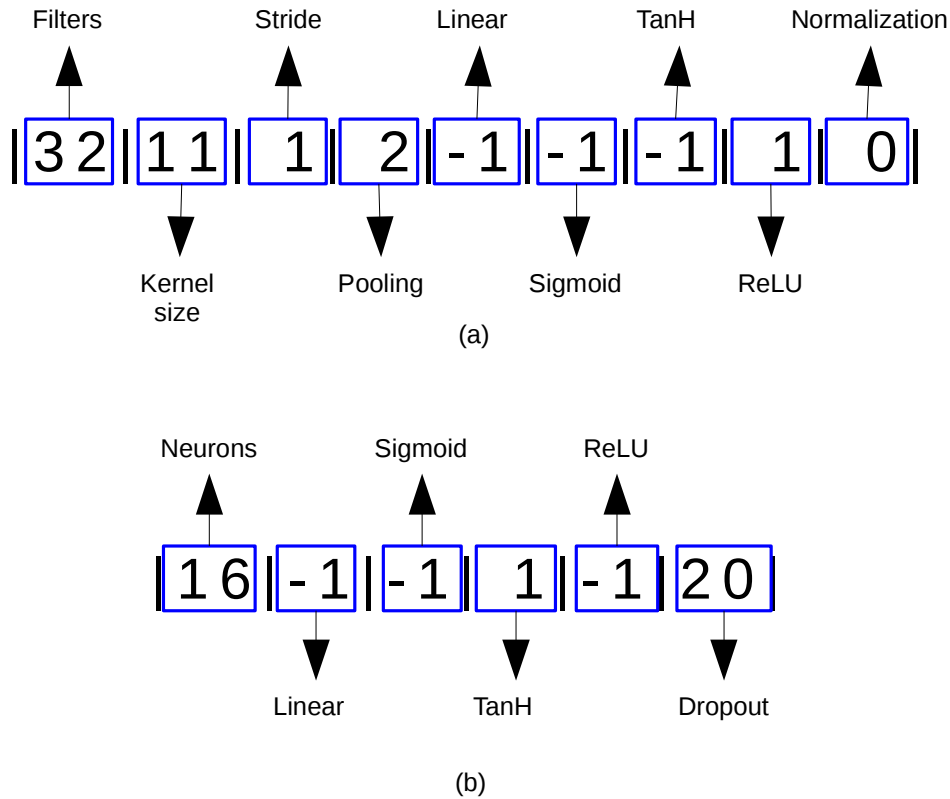 Filters Stride Linear TanH Normalization
|32|11| 1| 2|-1|-1|-1| 1| 0|
Kernel Pooling Sigmoid ReLU
size
(a)
Neurons Sigmoid ReLU
|16|-1|-1| 1|-1|20|
Linear TanH Dropout
(b)